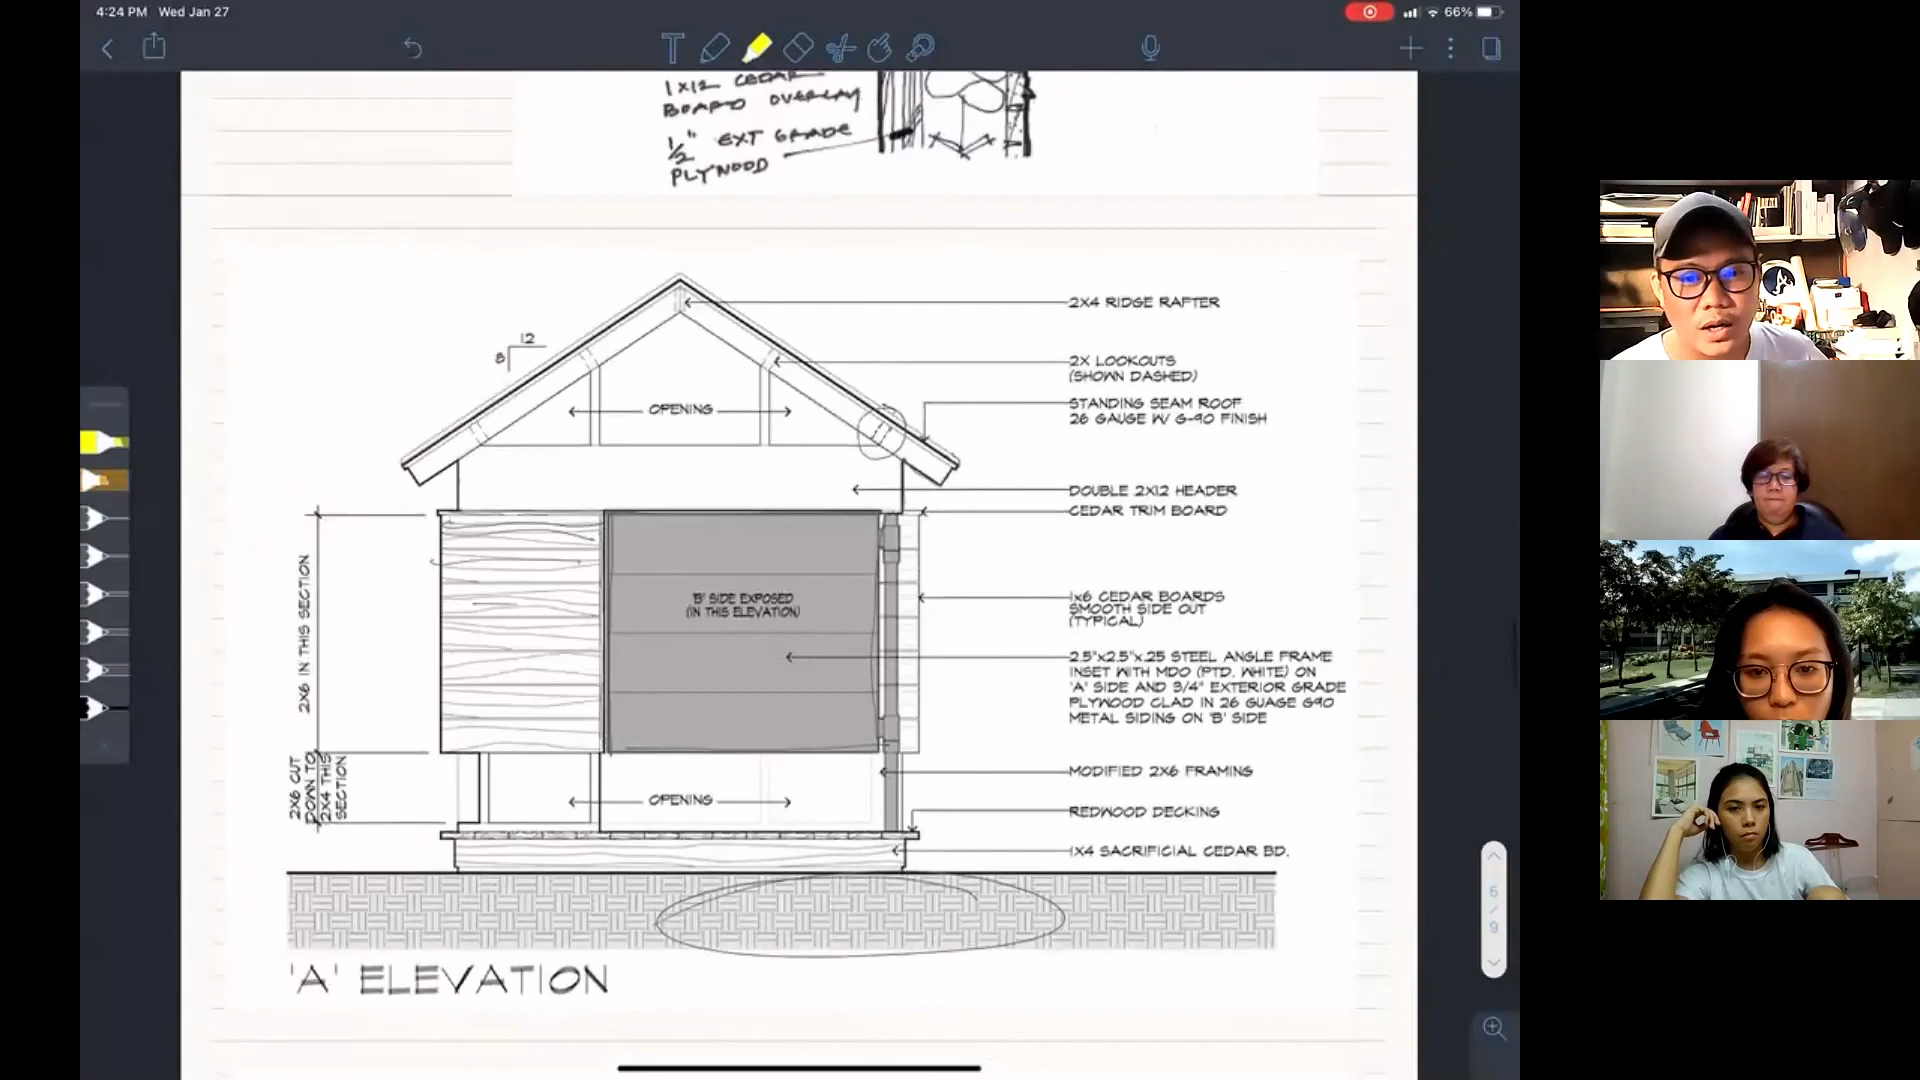 4:24 PM Wed Jan 27
66%
1X12 CEDAR
BOARD OVERLAY
1/2" EXT GRADE
PLYWOOD
2X4 RIDGE RAFTER
12
8
2X LOOKOUTS
(SHOWN DASHED)
STANDING SEAM ROOF
26 GAUGE W/ G-90 FINISH
OPENING
DOUBLE 2X12 HEADER
CEDAR TRIM BOARD
2X6 IN THIS SECTION
'B' SIDE EXPOSED
(IN THIS ELEVATION)
1x6 CEDAR BOARDS
SMOOTH SIDE OUT
(TYPICAL)
2.5"x2.5"x.25 STEEL ANGLE FRAME
INSET WITH MDO (PTD. WHITE) ON
'A' SIDE AND 3/4" EXTERIOR GRADE
PLYWOOD CLAD IN 26 GUAGE G90
METAL SIDING ON 'B' SIDE
2X6 CUT
DOWN TO
2X4 THIS
SECTION
MODIFIED 2X6 FRAMING
OPENING
REDWOOD DECKING
1X4 SACRIFICIAL CEDAR BD.
6
/
9
'A' ELEVATION